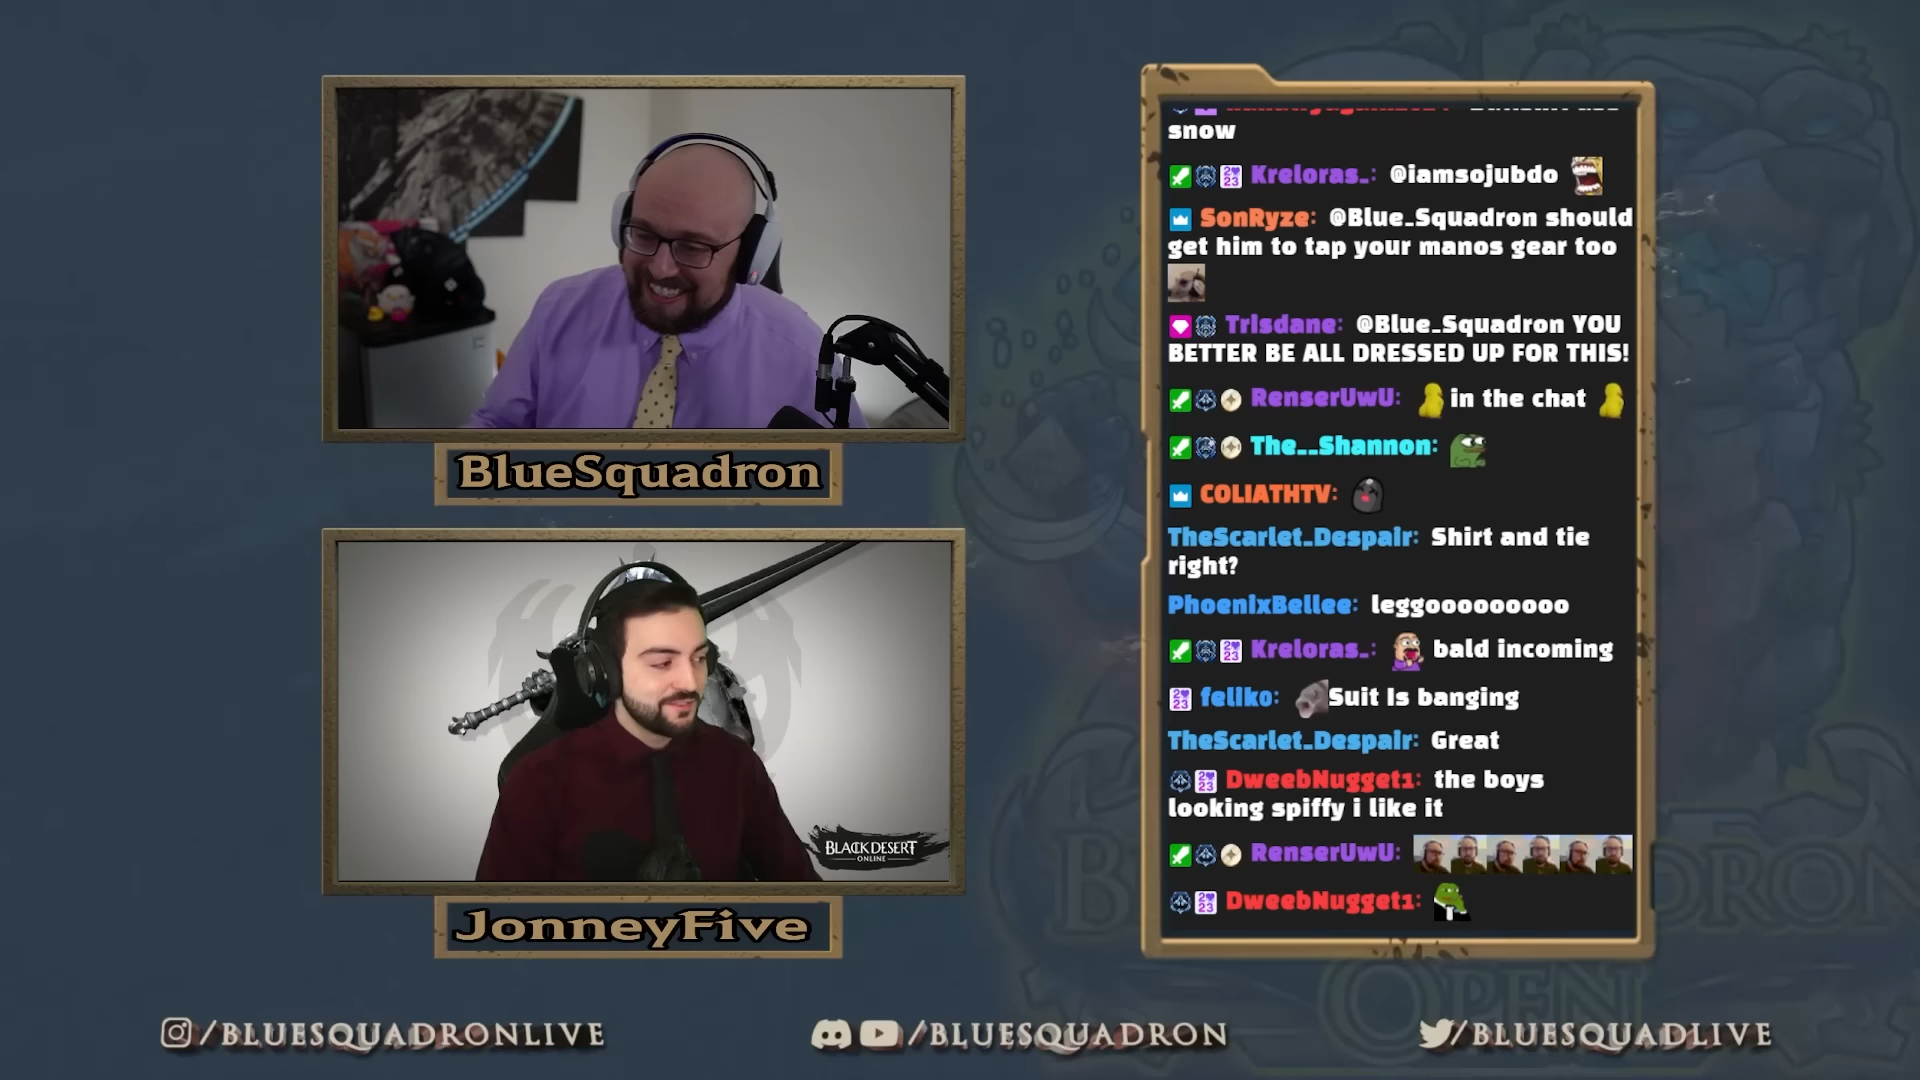 BlueSquadron
BLACK DESERT
ONLINE
JonneyFive
snow
Kreloras_: @iamsojubdo
SonRyze: @Blue_Squadron should
get him to tap your manos gear too
Trisdane: @Blue_Squadron YOU
BETTER BE ALL DRESSED UP FOR THIS!
RenserUwU: in the chat
The__Shannon:
COLIATHTV:
TheScarlet_Despair: Shirt and tie
right?
PhoenixBellee: leggooooooooo
Kreloras_: bald incoming
feliko: Suit Is banging
TheScarlet_Despair: Great
DweebNugget1: the boys
looking spiffy i like it
RenserUwU:
DweebNugget1:
OPEN
/BLUESQUADRONLIVE
/BLUESQUADRON
/BLUESQUADLIVE